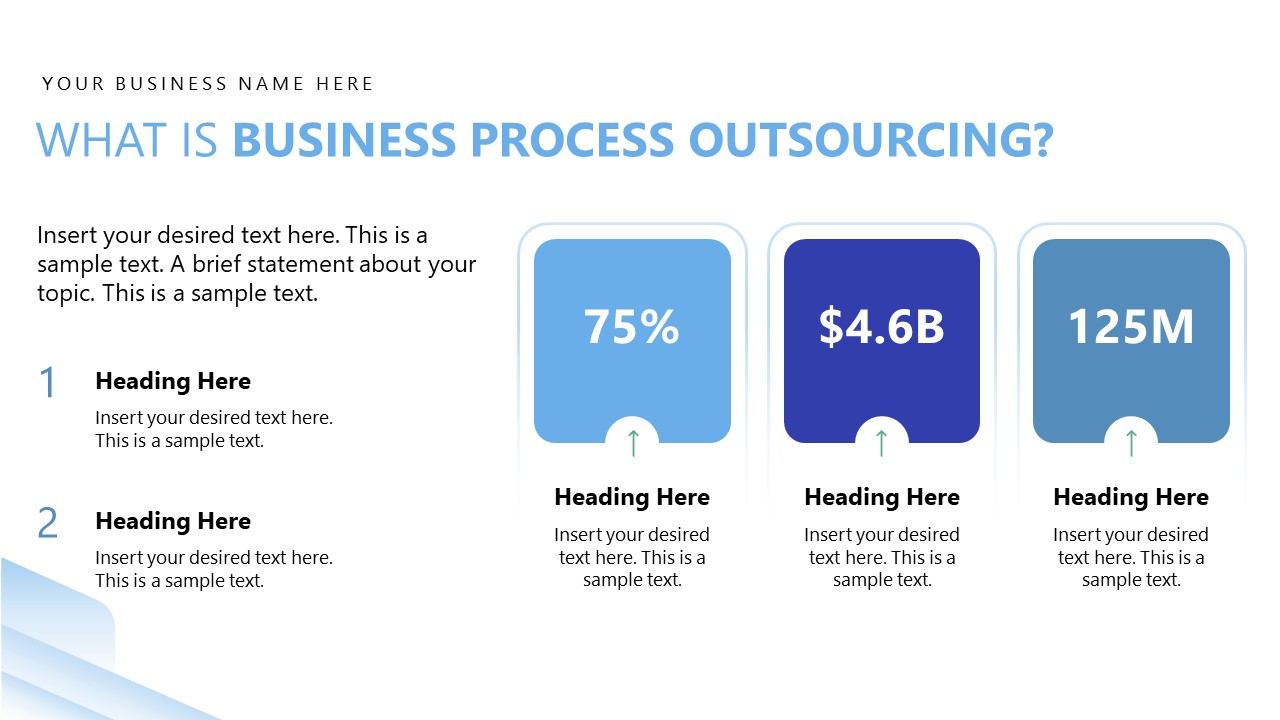 YOUR BUSINESS NAME HERE
WHAT IS BUSINESS PROCESS OUTSOURCING?
Insert your desired text here. This is a
sample text. A brief statement about your
topic. This is a sample text.
1
Heading Here
Insert your desired text here.
This is a sample text.
2
Heading Here
Insert your desired text here.
This is a sample text.
75%
Heading Here
Insert your desired
text here. This is a
sample text.
$4.6B
Heading Here
Insert your desired
text here. This is a
sample text.
125M
Heading Here
Insert your desired
text here. This is a
sample text.